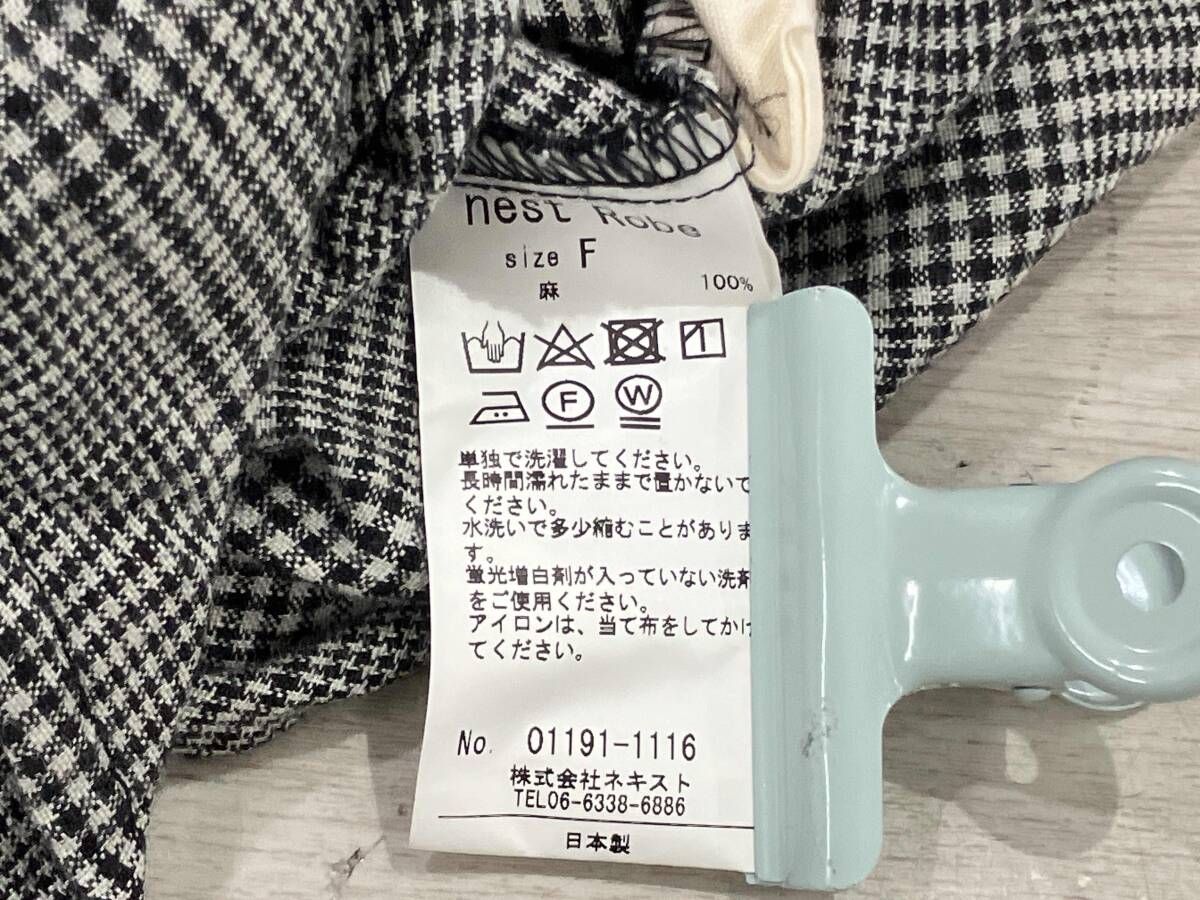 nest Robe
size F
麻 100%
F W
単独で洗濯してください。
長時間濡れたままで置かないで
ください。
水洗いで多少縮むことがありま
す。
蛍光増白剤が入っていない洗剤
をご使用ください。
アイロンは、当て布をしてかけ
てください。
No. 01191-1116
株式会社ネキスト
TEL06-6338-6886
日本製